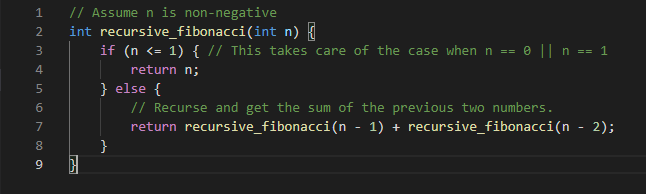 1 // Assume n is non-negative
2 int recursive_fibonacci(int n) {
3     if (n <= 1) { // This takes care of the case when n == 0 || n == 1
4         return n;
5     } else {
6         // Recurse and get the sum of the previous two numbers.
7         return recursive_fibonacci(n - 1) + recursive_fibonacci(n - 2);
8     }
9 }